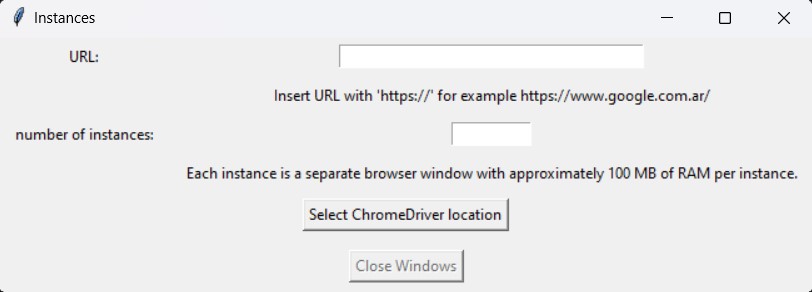 Instances
URL:
Insert URL with 'https://' for example https://www.google.com.ar/
number of instances:
Each instance is a separate browser window with approximately 100 MB of RAM per instance.
Select ChromeDriver location
Close Windows